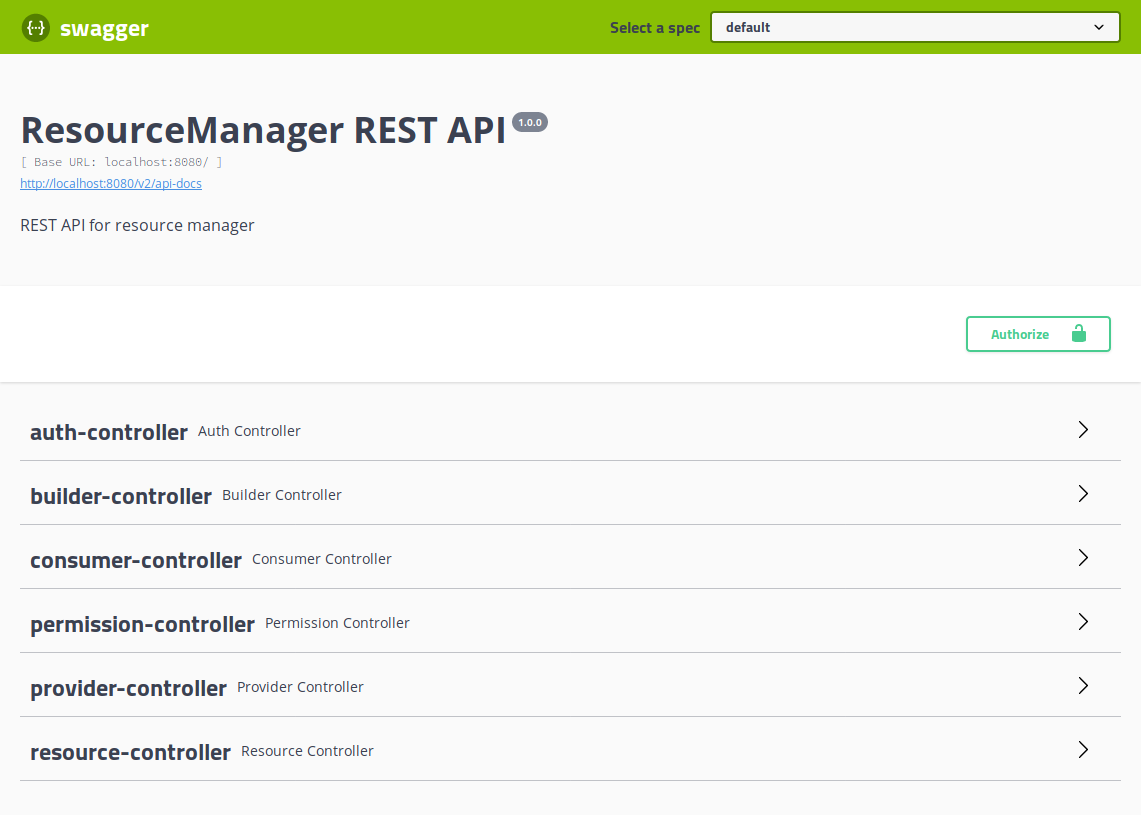 {···} swagger Select a spec default
ResourceManager REST API 1.0.0
[ Base URL: localhost:8080/ ]
http://localhost:8080/v2/api-docs
REST API for resource manager
Authorize
auth-controller Auth Controller
builder-controller Builder Controller
consumer-controller Consumer Controller
permission-controller Permission Controller
provider-controller Provider Controller
resource-controller Resource Controller